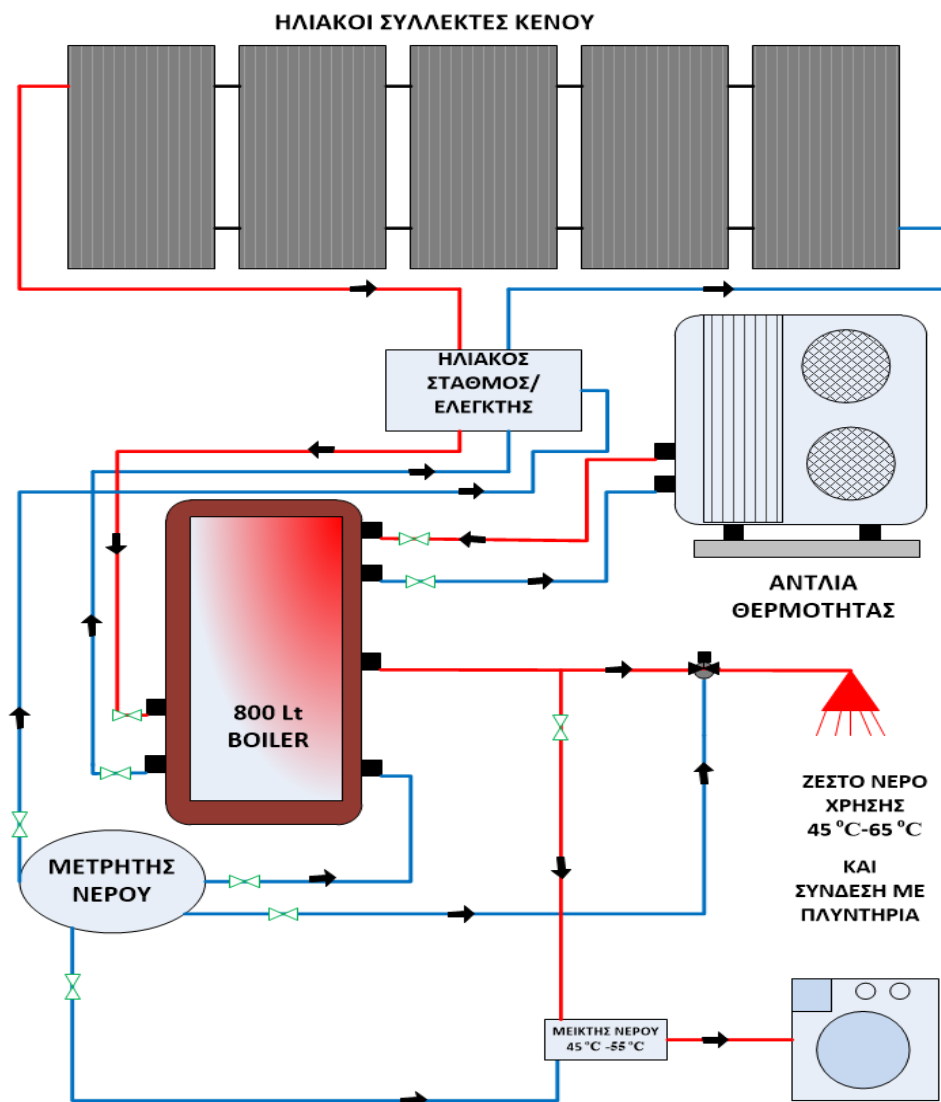 ΗΛΙΑΚΟΙ ΣΥΛΛΕΚΤΕΣ ΚΕΝΟΥ
ΗΛΙΑΚΟΣ
ΣΤΑΘΜΟΣ/
ΕΛΕΓΚΤΗΣ
ΑΝΤΛΙΑ
ΘΕΡΜΟΤΗΤΑΣ
800 Lt
BOILER
ΖΕΣΤΟ ΝΕΡΟ
ΧΡΗΣΗΣ
45 °C-65 °C
ΚΑΙ
ΣΥΝΔΕΣΗ ΜΕ
ΠΛΥΝΤΗΡΙΑ
ΜΕΤΡΗΤΗΣ
ΝΕΡΟΥ
ΜΕΙΚΤΗΣ ΝΕΡΟΥ
45 °C -55 °C